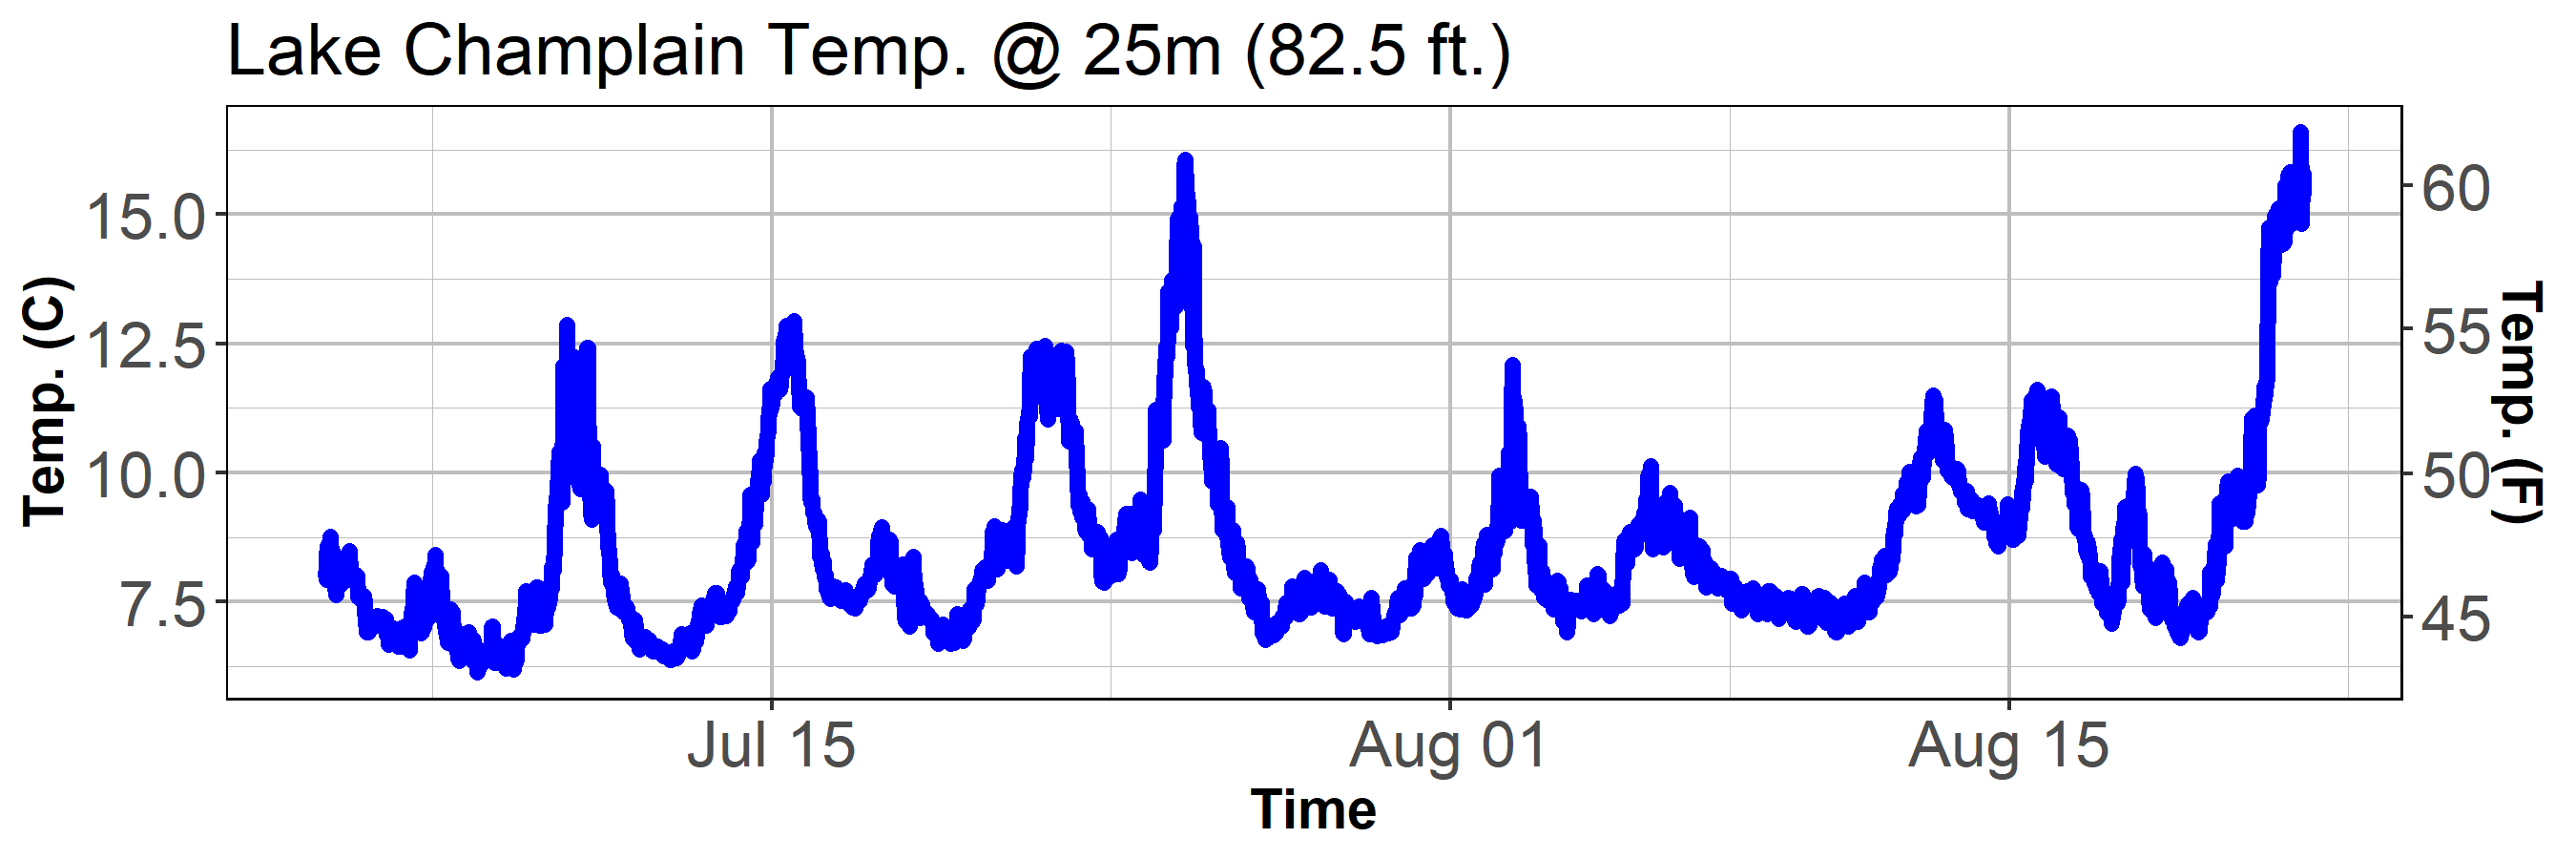 Lake Champlain Temp. @ 25m (82.5 ft.)
Temp. (C)
15.0
12.5
10.0
7.5
60
55
50
45
Temp. (F)
Jul 15
Aug 01
Aug 15
Time